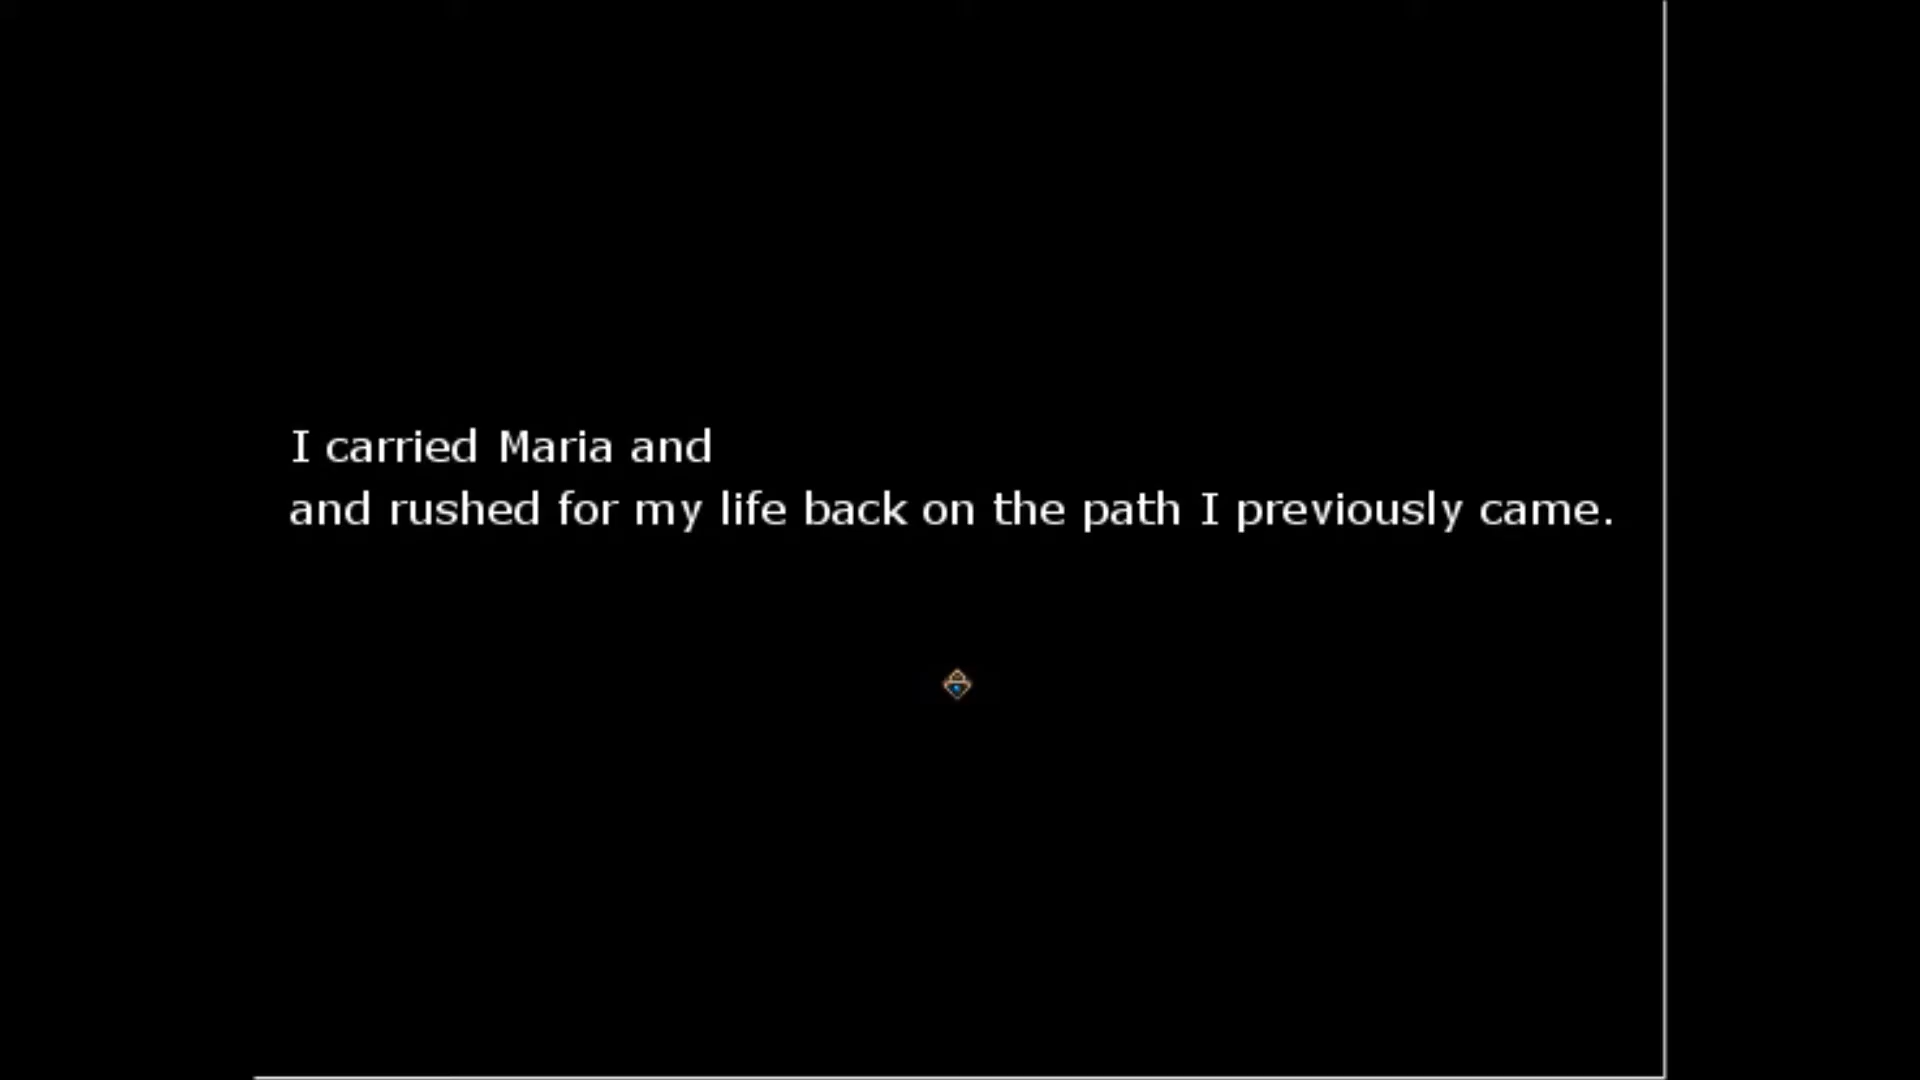 I carried Maria and
and rushed for my life back on the path I previously came.